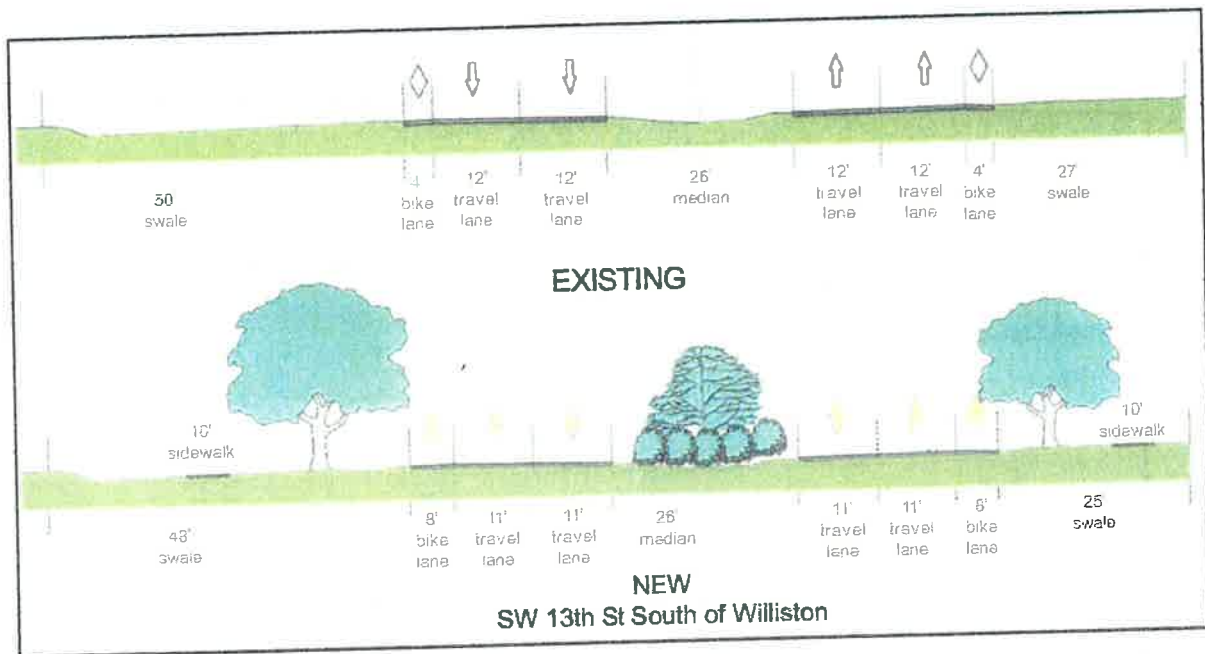 50
swale
4'
bike
lane
12'
travel
lane
12'
travel
lane
26'
median
12'
travel
lane
12'
travel
lane
4'
bike
lane
27'
swale
EXISTING
10'
sidewalk
10'
sidewalk
48'
swale
8'
bike
lane
11'
travel
lane
11'
travel
lane
26'
median
11'
travel
lane
11'
travel
lane
lane
bike
25
swale
NEW
SW 13th St South of Williston